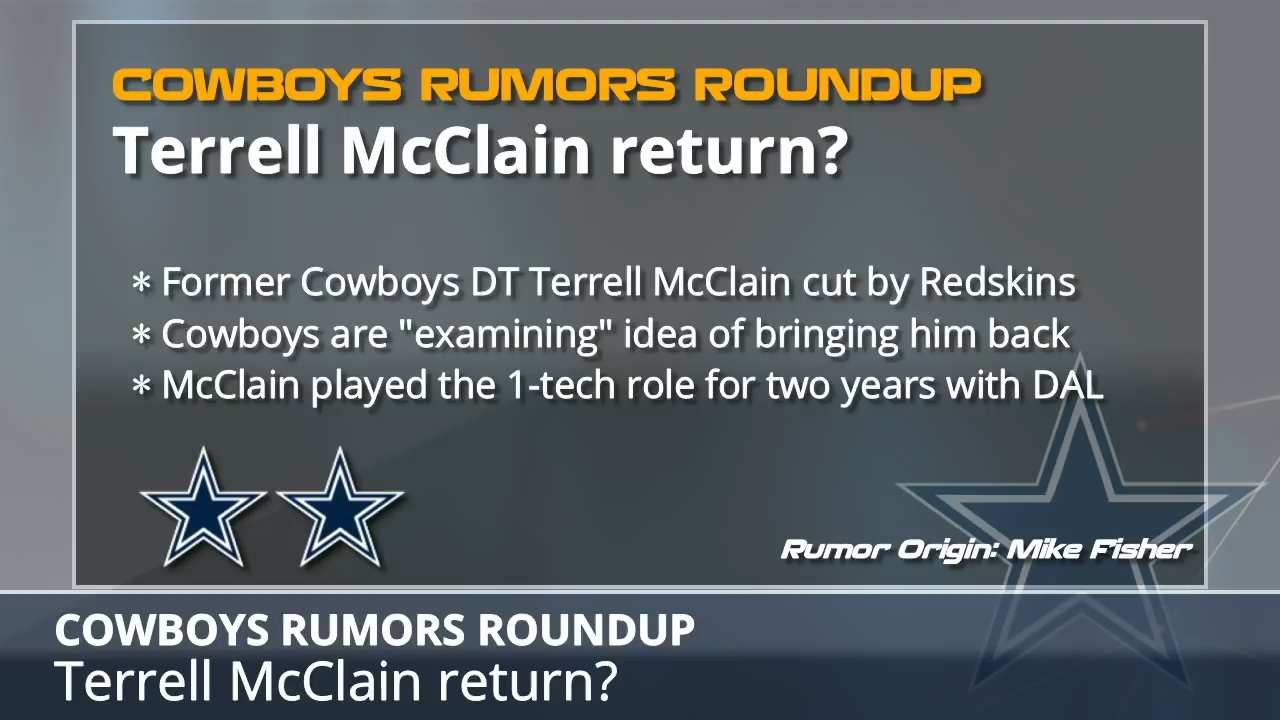 COWBOYS RUMORS ROUNDUP
Terrell McClain return?
* Former Cowboys DT Terrell McClain cut by Redskins
* Cowboys are "examining" idea of bringing him back
* McClain played the 1-tech role for two years with DAL
Rumor Origin: Mike Fisher
COWBOYS RUMORS ROUNDUP
Terrell McClain return?